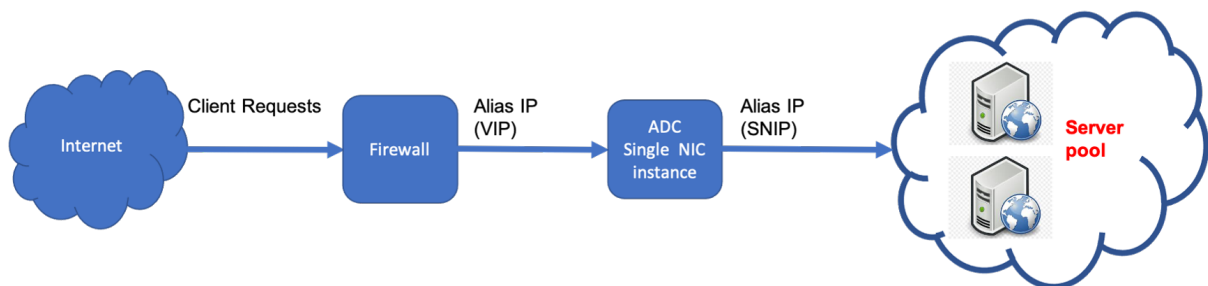 Internet
Client Requests
Firewall
Alias IP
(VIP)
ADC
Single NIC
instance
Alias IP
(SNIP)
Server
pool